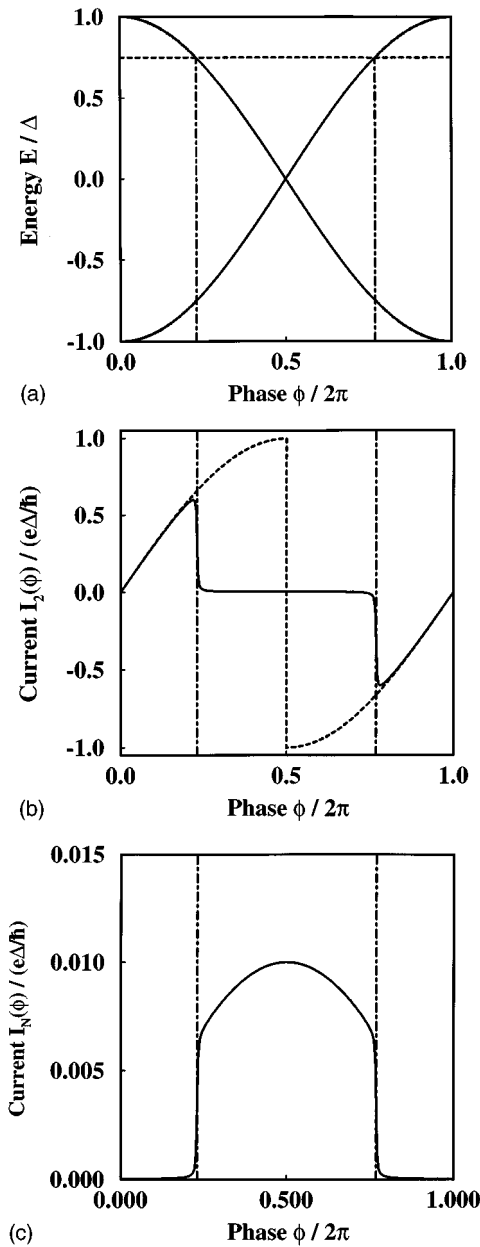 1.0
0.5
0.0
-0.5
-1.0
Energy E / Δ
0.0 0.5 1.0
Phase ϕ / 2π
(a)
1.0
0.5
0.0
-0.5
-1.0
Current I₂(ϕ) / (eΔ/ħ)
0.0 0.5 1.0
Phase ϕ / 2π
(b)
0.015
0.010
0.005
0.000
Current I_N(ϕ) / (eΔ/ħ)
0.000 0.500 1.000
Phase ϕ / 2π
(c)